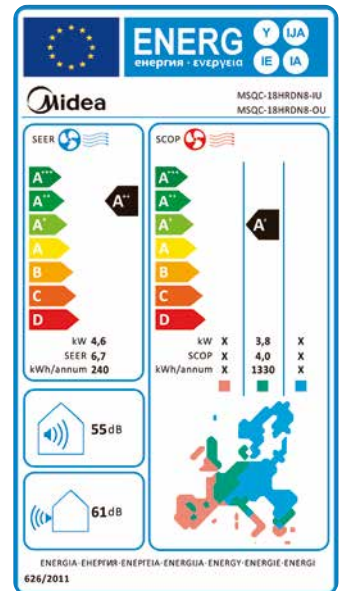 ENERG
енергия · ενεργεια
Y
IJA
IE
IA
Midea
MSQC-18HRDN8-IU
MSQC-18HRDN8-OU
SEER
A+++
A++
A+
A
B
C
D
A++
kW 4,6
SEER 6,7
kWh/annum 240
SCOP
A+++
A++
A+
A
B
C
D
A+
kW X 3,8 X
SCOP X 4,0 X
kWh/annum X 1330 X
55dB
61dB
ENERGIA·ЕНЕРГИЯ·ΕΝΕΡΓΕΙΑ·ENERGIJA·ENERGY·ENERGIE·ENERGI
626/2011